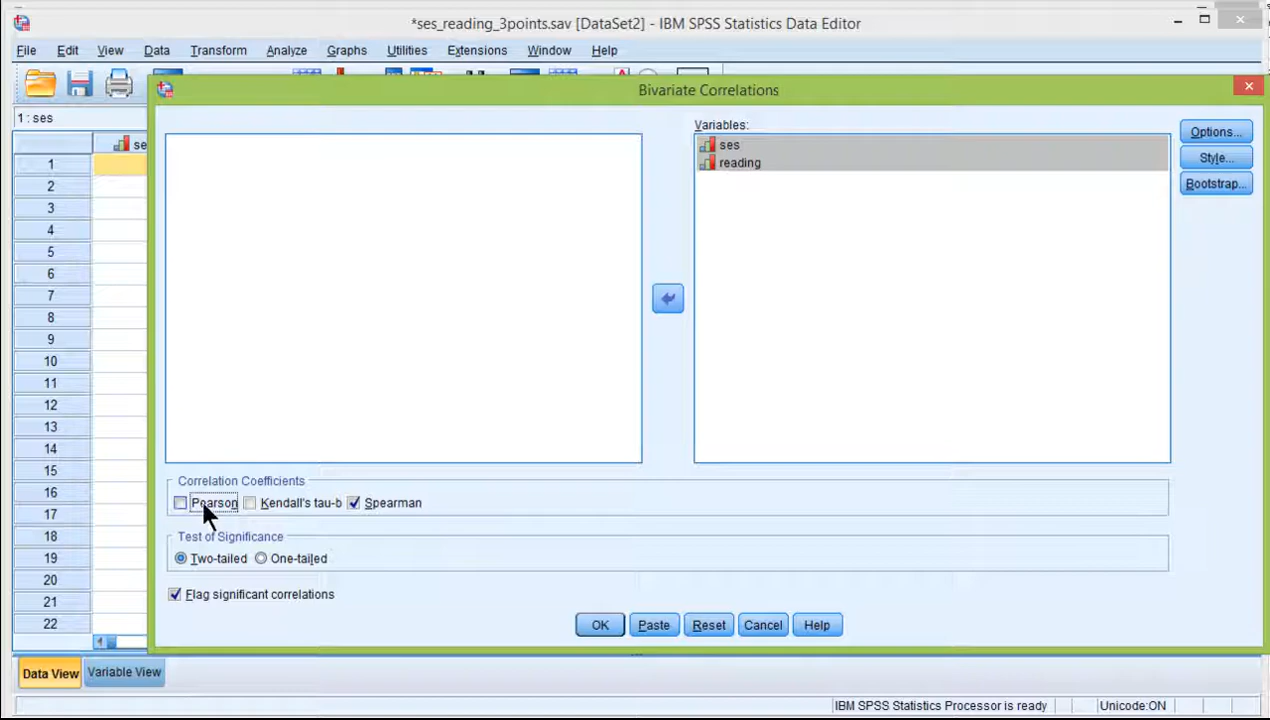 *ses_reading_3points.sav [DataSet2] - IBM SPSS Statistics Data Editor
File Edit View Data Transform Analyze Graphs Utilities Extensions Window Help
Bivariate Correlations
1 : ses
Variables:
Options...
ses
ses
1
Style...
reading
2
Bootstrap...
3
4
5
6
7
8
9
10
11
12
13
14
15
16
17
18
19
20
21
22
Correlation Coefficients
Pearson Kendall's tau-b Spearman
Test of Significance
Two-tailed One-tailed
Flag significant correlations
OK Paste Reset Cancel Help
Data View Variable View
IBM SPSS Statistics Processor is ready Unicode:ON